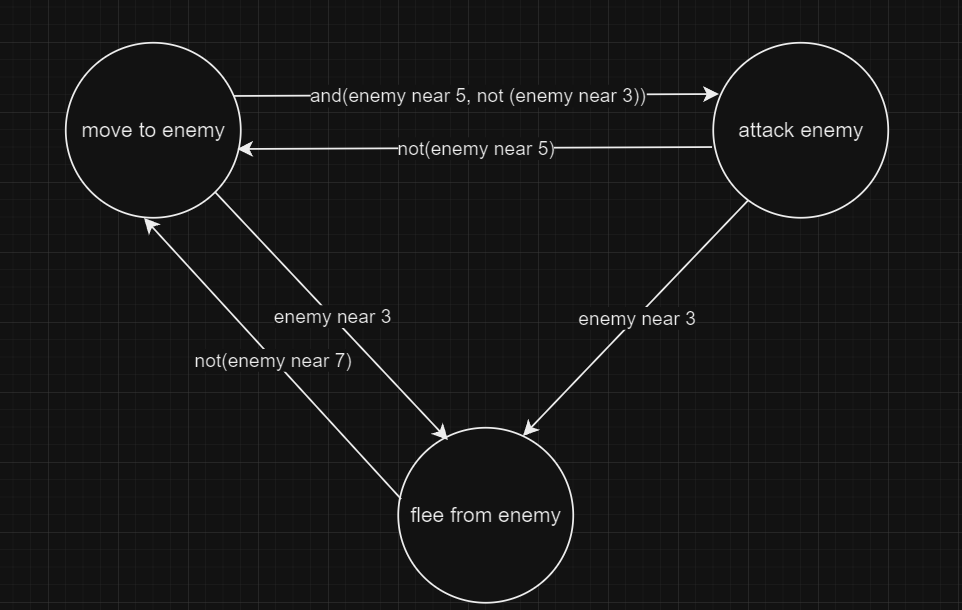 and(enemy near 5, not (enemy near 3))
move to enemy
attack enemy
not(enemy near 5)
enemy near 3
enemy near 3
not(enemy near 7)
flee from enemy